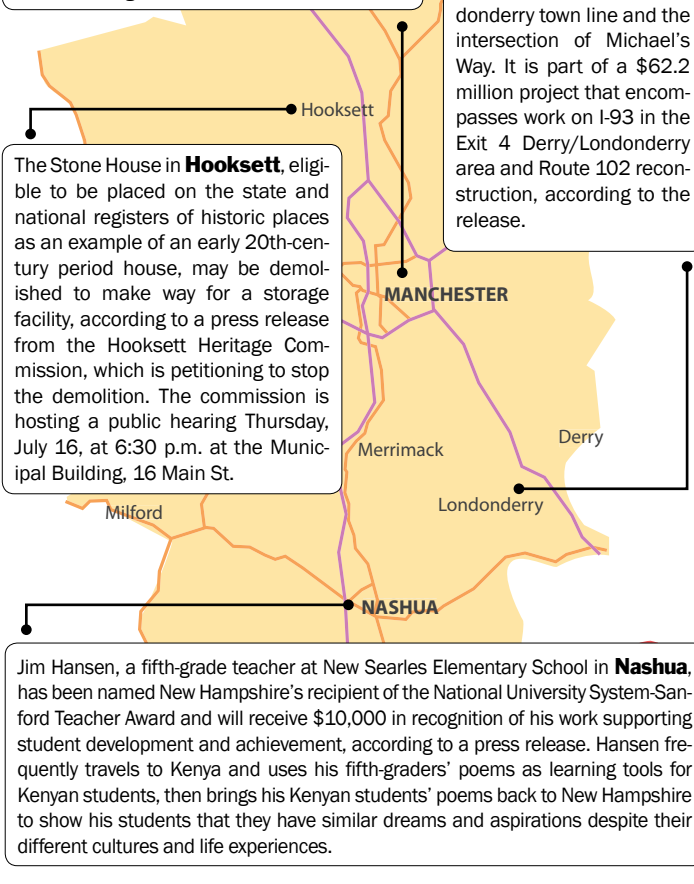 donderry town line and the
intersection of Michael's
Way. It is part of a $62.2
million project that encom-
passes work on I-93 in the
Exit 4 Derry/Londonderry
area and Route 102 recon-
struction, according to the
release.
Hooksett
The Stone House in Hooksett, eligi-
ble to be placed on the state and
national registers of historic places
as an example of an early 20th-cen-
tury period house, may be demol-
ished to make way for a storage
facility, according to a press release
from the Hooksett Heritage Com-
mission, which is petitioning to stop
the demolition. The commission is
hosting a public hearing Thursday,
July 16, at 6:30 p.m. at the Munic-
ipal Building, 16 Main St.
MANCHESTER
Merrimack
Derry
Londonderry
Milford
NASHUA
Jim Hansen, a fifth-grade teacher at New Searles Elementary School in Nashua,
has been named New Hampshire's recipient of the National University System-San-
ford Teacher Award and will receive $10,000 in recognition of his work supporting
student development and achievement, according to a press release. Hansen fre-
quently travels to Kenya and uses his fifth-graders' poems as learning tools for
Kenyan students, then brings his Kenyan students' poems back to New Hampshire
to show his students that they have similar dreams and aspirations despite their
different cultures and life experiences.